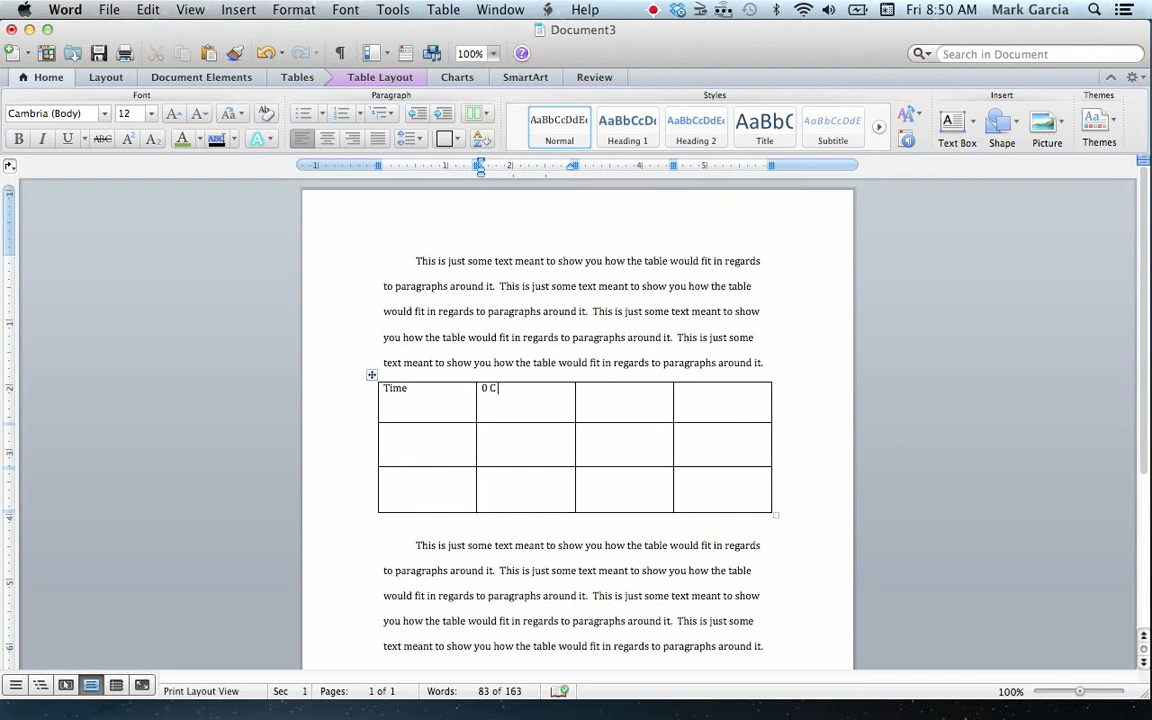 Word File Edit View Insert Format Font Tools Table Window Help Fri 8:50 AM Mark Garcia
Document3
100% Search in Document
Home Layout Document Elements Tables Table Layout Charts SmartArt Review
Font Paragraph Styles Insert Themes
Cambria (Body) 12 A A Aa
AaBbCcDdEe AaBbCcDc AaBbCcDdEe AaBbC AaBbCcDdEe
B I U ABC A A A ABC A
Normal Heading 1 Heading 2 Title Subtitle Text Box Shape Picture Themes
1 1 2 4 5
This is just some text meant to show you how the table would fit in regards
to paragraphs around it. This is just some text meant to show you how the table
would fit in regards to paragraphs around it. This is just some text meant to show
you how the table would fit in regards to paragraphs around it. This is just some
text meant to show you how the table would fit in regards to paragraphs around it.
Time 0 C
This is just some text meant to show you how the table would fit in regards
to paragraphs around it. This is just some text meant to show you how the table
would fit in regards to paragraphs around it. This is just some text meant to show
you how the table would fit in regards to paragraphs around it. This is just some
text meant to show you how the table would fit in regards to paragraphs around it.
Print Layout View Sec 1 Pages: 1 of 1 Words: 83 of 163 100%